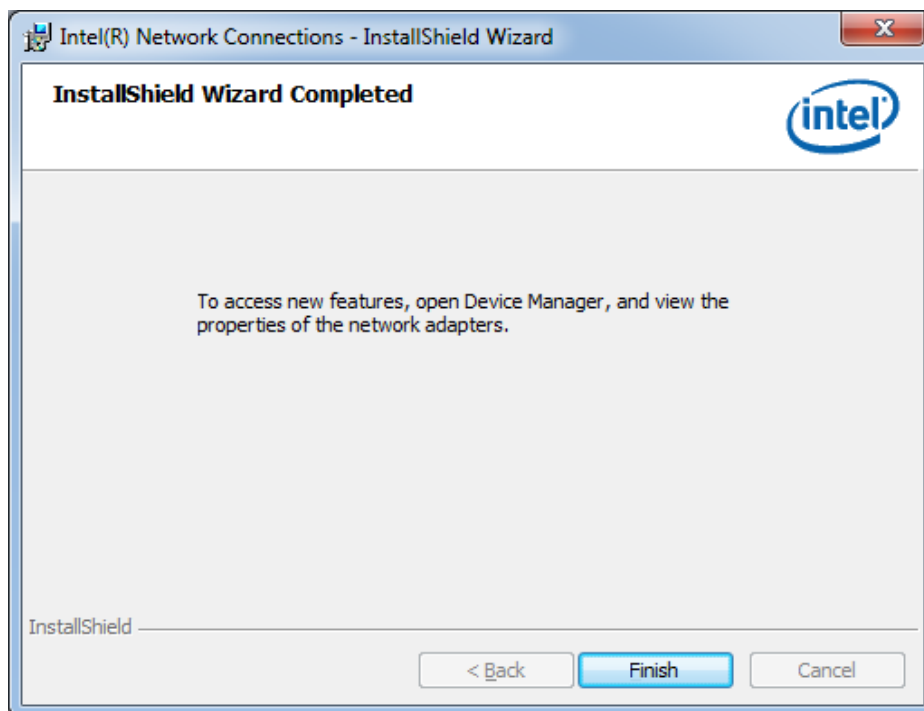 Intel(R) Network Connections - InstallShield Wizard
InstallShield Wizard Completed
intel
To access new features, open Device Manager, and view the
properties of the network adapters.
InstallShield
< Back
Finish
Cancel